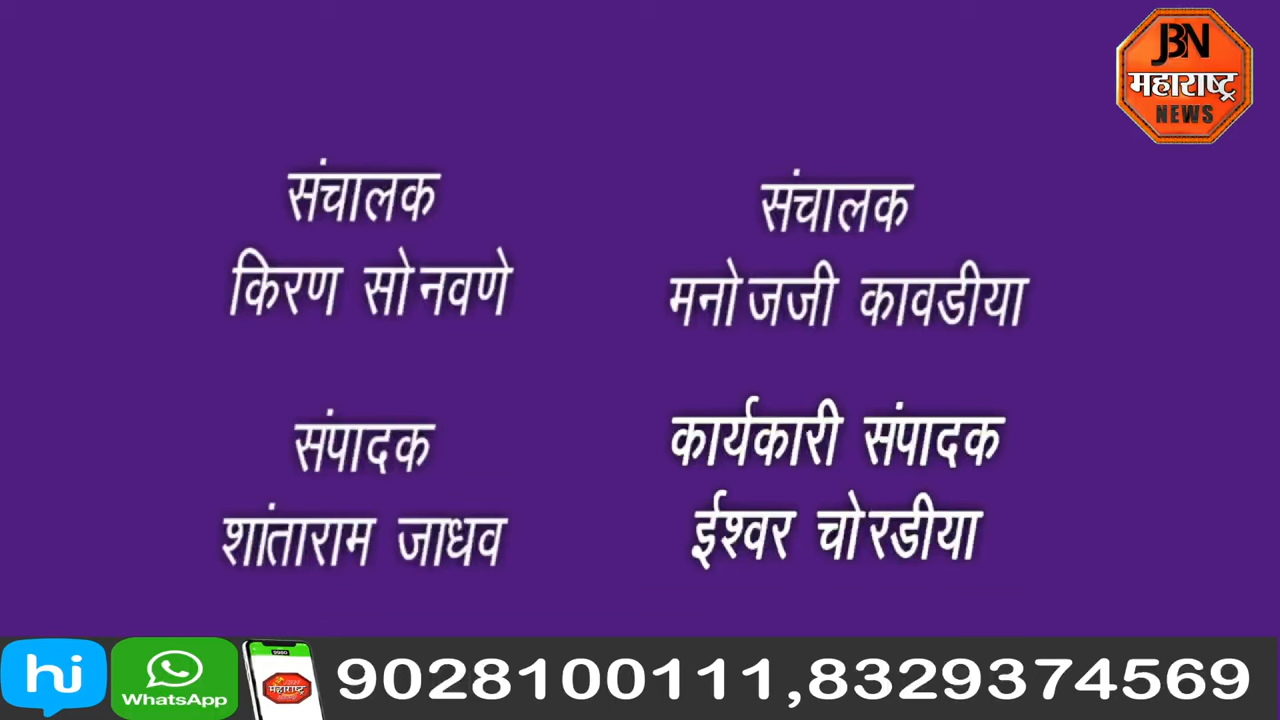 JBN
महाराष्ट्र
NEWS
संचालक
किरण सोनवणे
संचालक
मनोजजी कावडीया
संपादक
शांताराम जाधव
कार्यकारी संपादक
ईश्वर चोरडीया
hi
WhatsApp
महाराष्ट्र
9028100111,8329374569